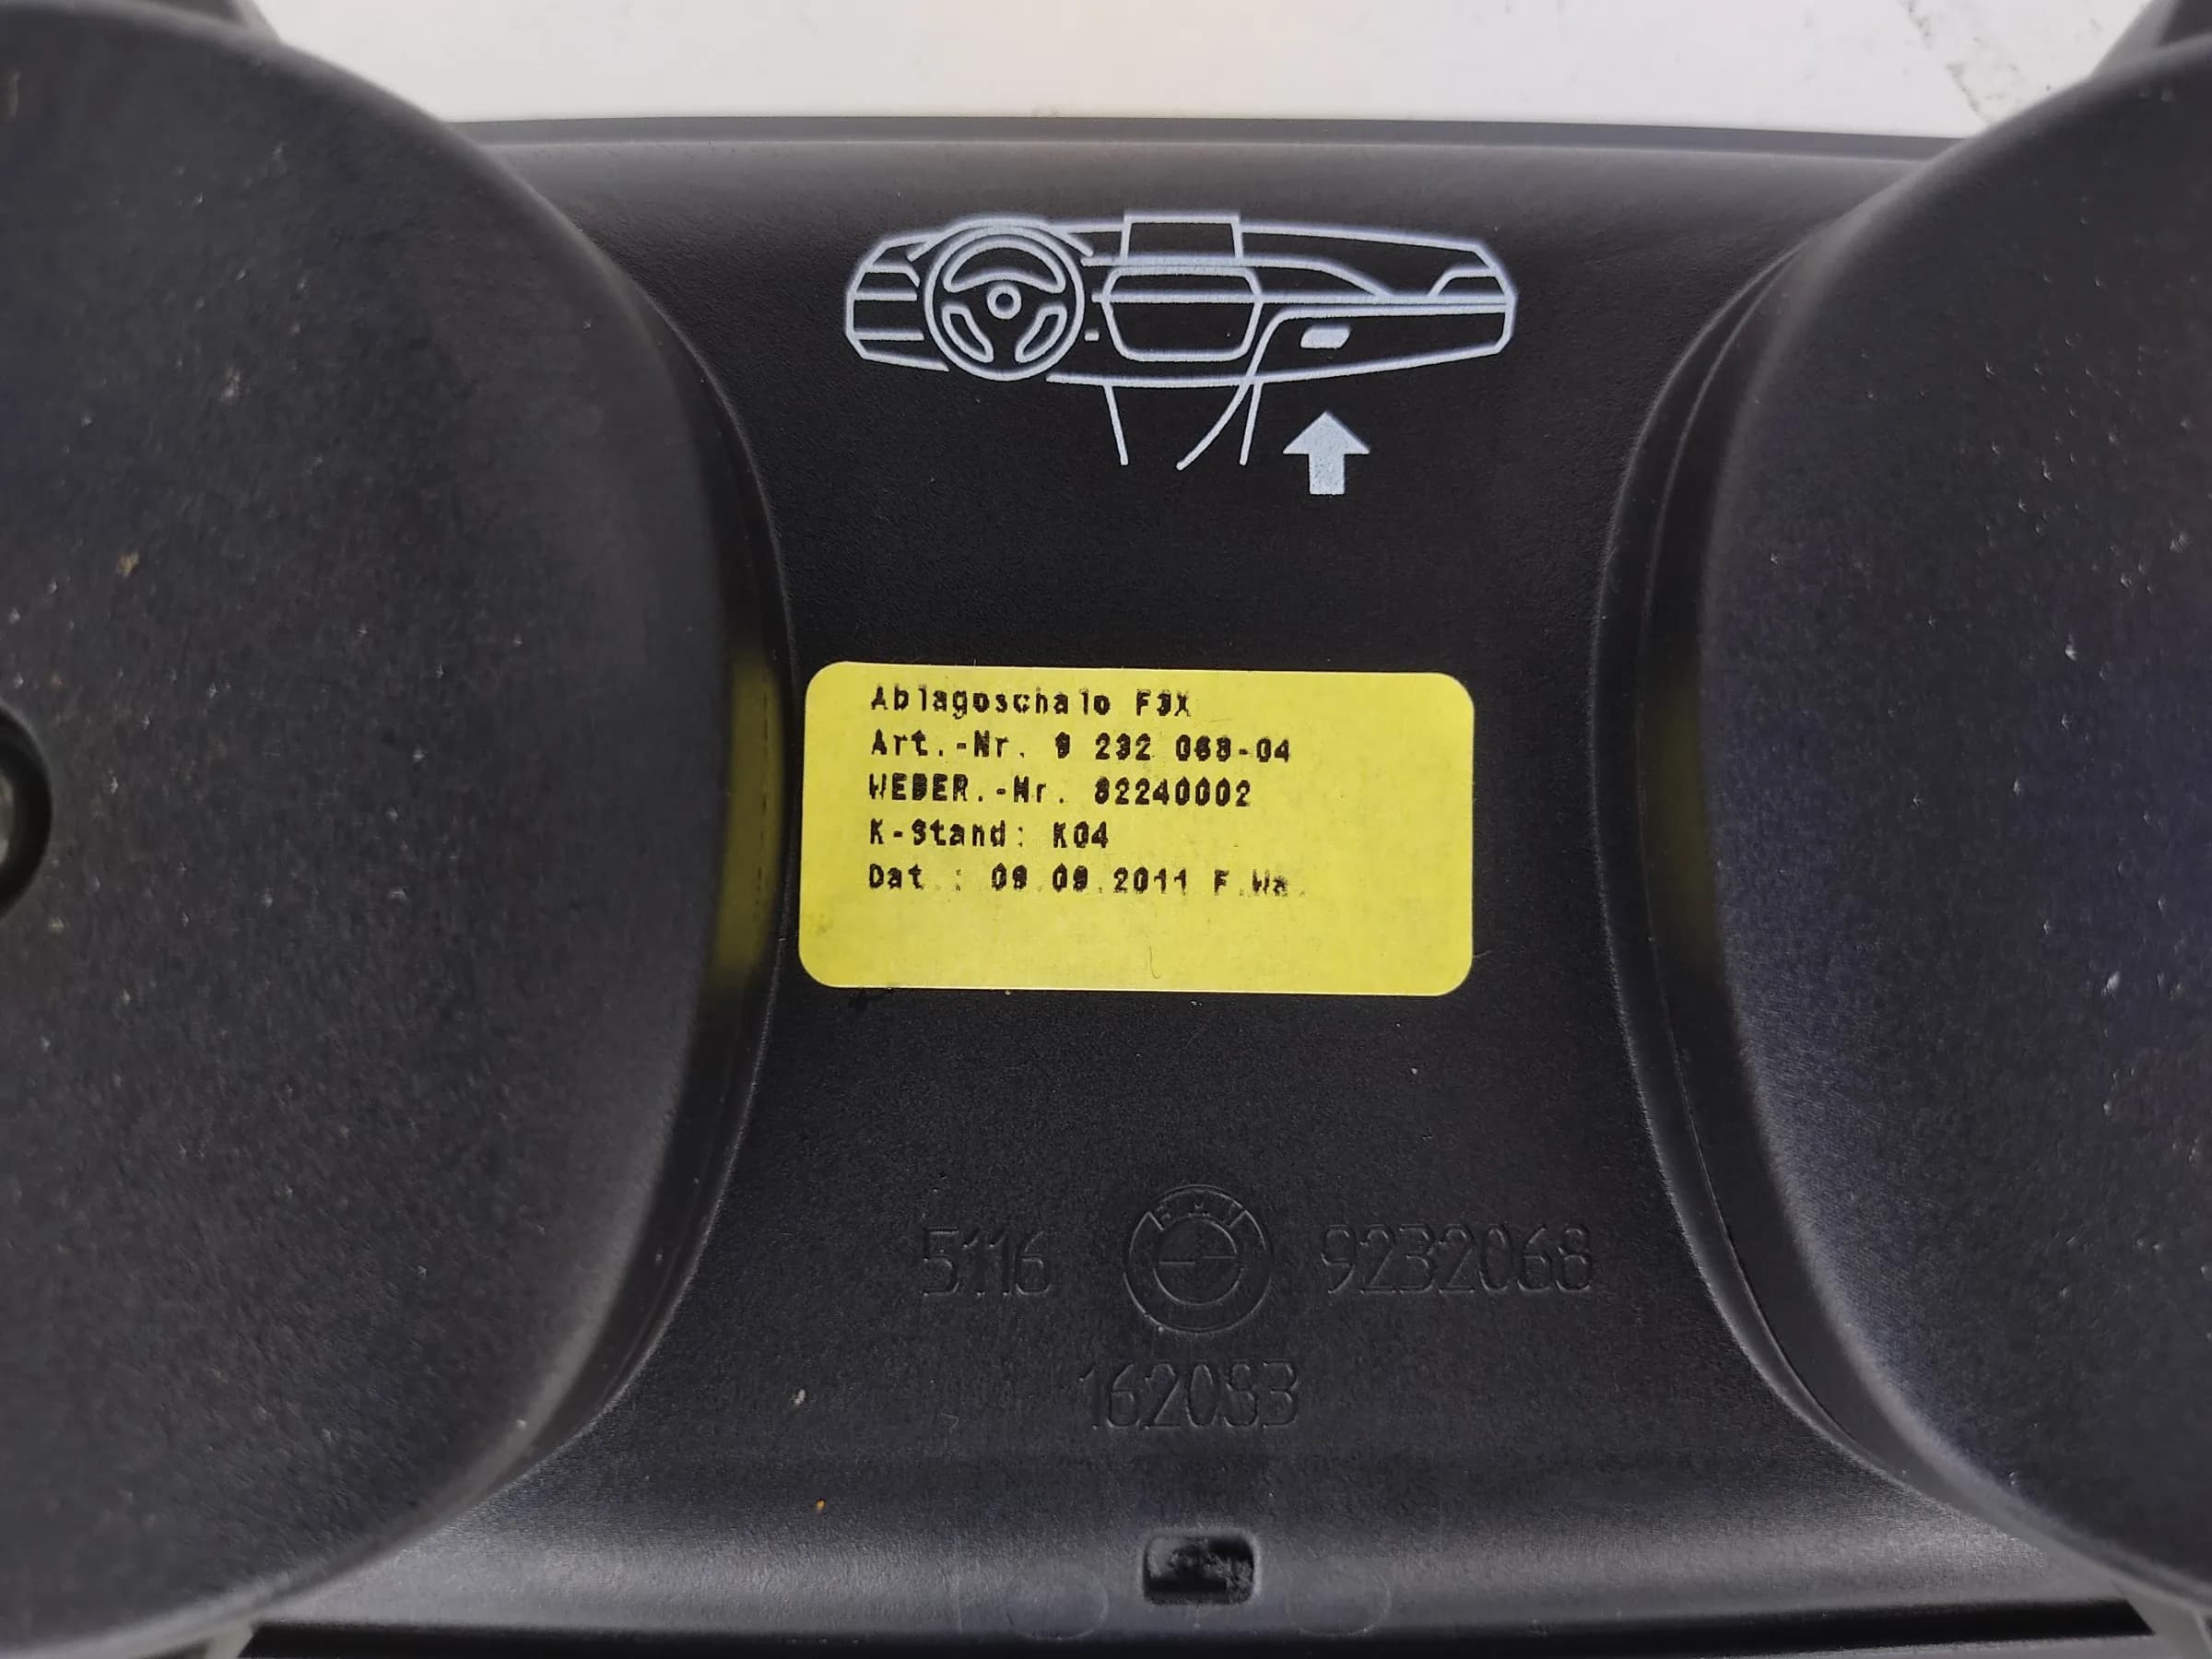 Ablageschale F3X
Art.-Nr. 9 232 068-04
WEBER.-Nr. 82240002
K-Stand: K04
Dat.: 09.09.2011 F.Wa.
5116 9232068
162083